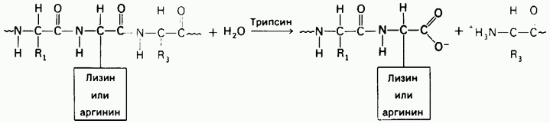 H O H O H O H H O H O
~N–C–C–N–C–C–N–C–C~ + H₂O Трипсин ~N–C–C–N–C–C O⁻ + ⁺H₃N–C–C~
H R₁ H H R₃ H R₁ H R₃
Лизин или аргинин
Лизин или аргинин